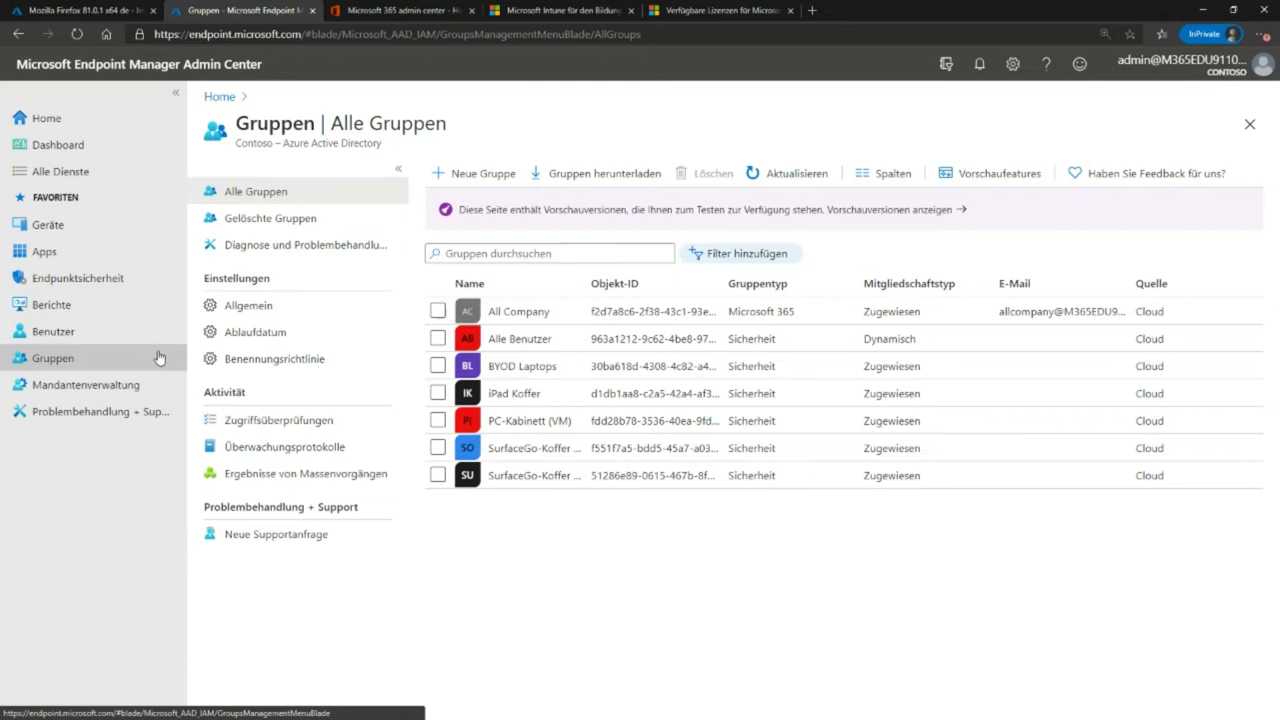 Mozilla Firefox 81.0.1 x64 de - In
Gruppen - Microsoft Endpoint M
Microsoft 365 admin center - Ho
Microsoft Intune für den Bildung
Verfügbare Lizenzen für Microso
https://endpoint.microsoft.com/#blade/Microsoft_AAD_IAM/GroupsManagementMenuBlade/AllGroups
InPrivate
Microsoft Endpoint Manager Admin Center
admin@M365EDU9110...
CONTOSO
Home
Dashboard
Alle Dienste
FAVORITEN
Geräte
Apps
Endpunktsicherheit
Berichte
Benutzer
Gruppen
Mandantenverwaltung
Problembehandlung + Sup...
Home >
Gruppen | Alle Gruppen
Contoso – Azure Active Directory
Alle Gruppen
Gelöschte Gruppen
Diagnose und Problembehandlu...
Einstellungen
Allgemein
Ablaufdatum
Benennungsrichtlinie
Aktivität
Zugriffsüberprüfungen
Überwachungsprotokolle
Ergebnisse von Massenvorgängen
Problembehandlung + Support
Neue Supportanfrage
Neue Gruppe Gruppen herunterladen Löschen Aktualisieren Spalten Vorschaufeatures Haben Sie Feedback für uns?
Diese Seite enthält Vorschauversionen, die Ihnen zum Testen zur Verfügung stehen. Vorschauversionen anzeigen →
Gruppen durchsuchen
Filter hinzufügen
Name Objekt-ID Gruppentyp Mitgliedschaftstyp E-Mail Quelle
AC All Company f2d7a8c6-2f38-43c1-93e... Microsoft 365 Zugewiesen allcompany@M365EDU9... Cloud
AB Alle Benutzer 963a1212-9c62-4be8-97... Sicherheit Dynamisch Cloud
BL BYOD Laptops 30ba618d-4308-4c82-a4... Sicherheit Zugewiesen Cloud
IK iPad Koffer d1db1aa8-c2a5-42a4-af3... Sicherheit Zugewiesen Cloud
P( PC-Kabinett (VM) fdd28b78-3536-40ea-9fd... Sicherheit Zugewiesen Cloud
SO SurfaceGo-Koffer ... f551f7a5-bdd5-45a7-a03... Sicherheit Zugewiesen Cloud
SU SurfaceGo-Koffer ... 51286e89-0615-467b-8f... Sicherheit Zugewiesen Cloud
https://endpoint.microsoft.com/#blade/Microsoft_AAD_IAM/GroupsManagementMenuBlade